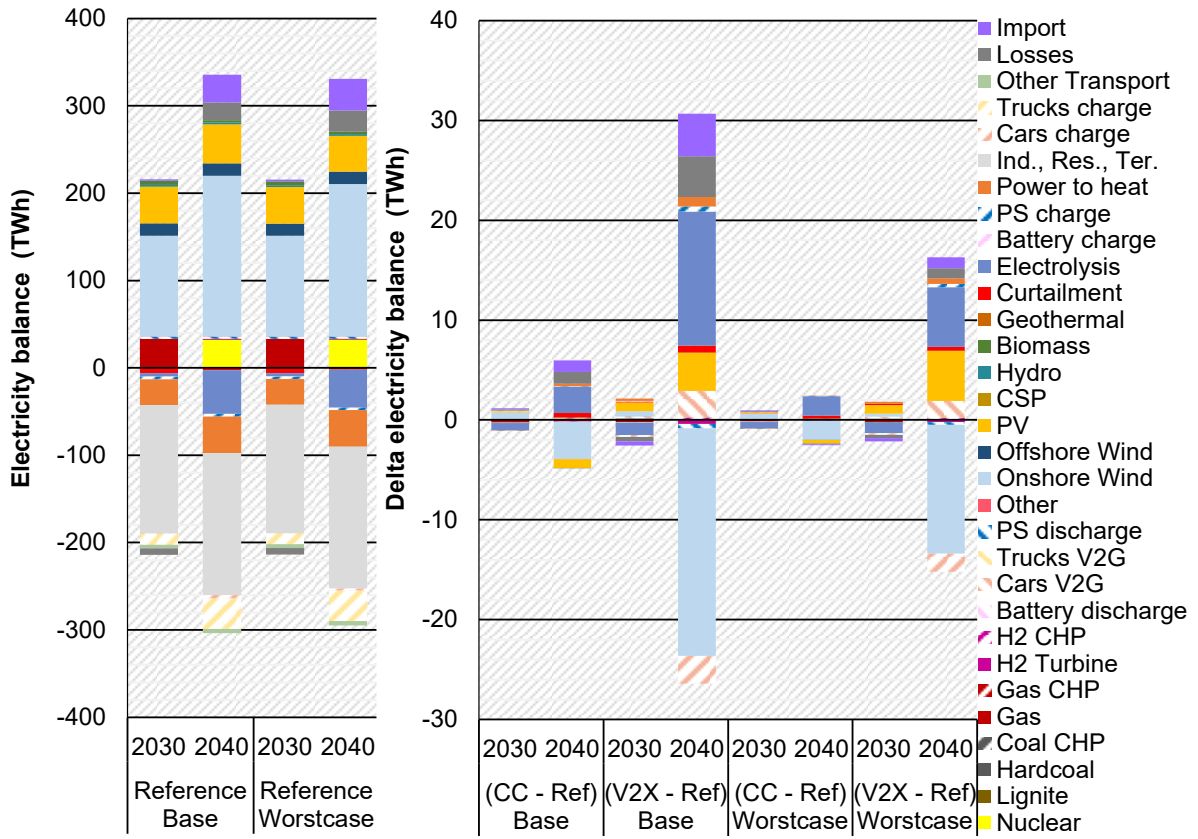 Electricity balance (TWh)
400
300
200
100
0
-100
-200
-300
-400
2030 2040 2030 2040
Reference Reference
Base Worstcase
Delta electricity balance (TWh)
40
30
20
10
0
-10
-20
-30
2030 2040 2030 2040 2030 2040 2030 2040
(CC - Ref) (V2X - Ref) (CC - Ref) (V2X - Ref)
Base Base Worstcase Worstcase
Import
Losses
Other Transport
Trucks charge
Cars charge
Ind., Res., Ter.
Power to heat
PS charge
Battery charge
Electrolysis
Curtailment
Geothermal
Biomass
Hydro
CSP
PV
Offshore Wind
Onshore Wind
Other
PS discharge
Trucks V2G
Cars V2G
Battery discharge
H2 CHP
H2 Turbine
Gas CHP
Gas
Coal CHP
Hardcoal
Lignite
Nuclear